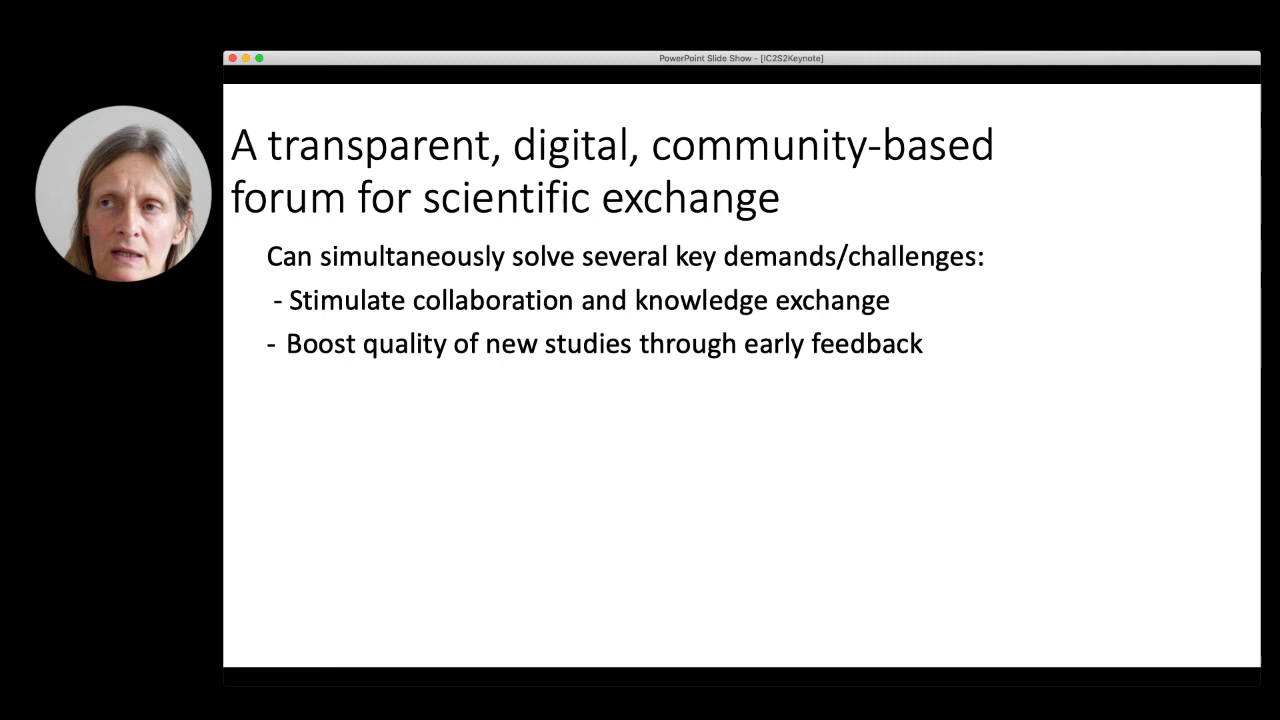 PowerPoint Slide Show - [IC2S2Keynote]
A transparent, digital, community-based
forum for scientific exchange
Can simultaneously solve several key demands/challenges:
- Stimulate collaboration and knowledge exchange
- Boost quality of new studies through early feedback